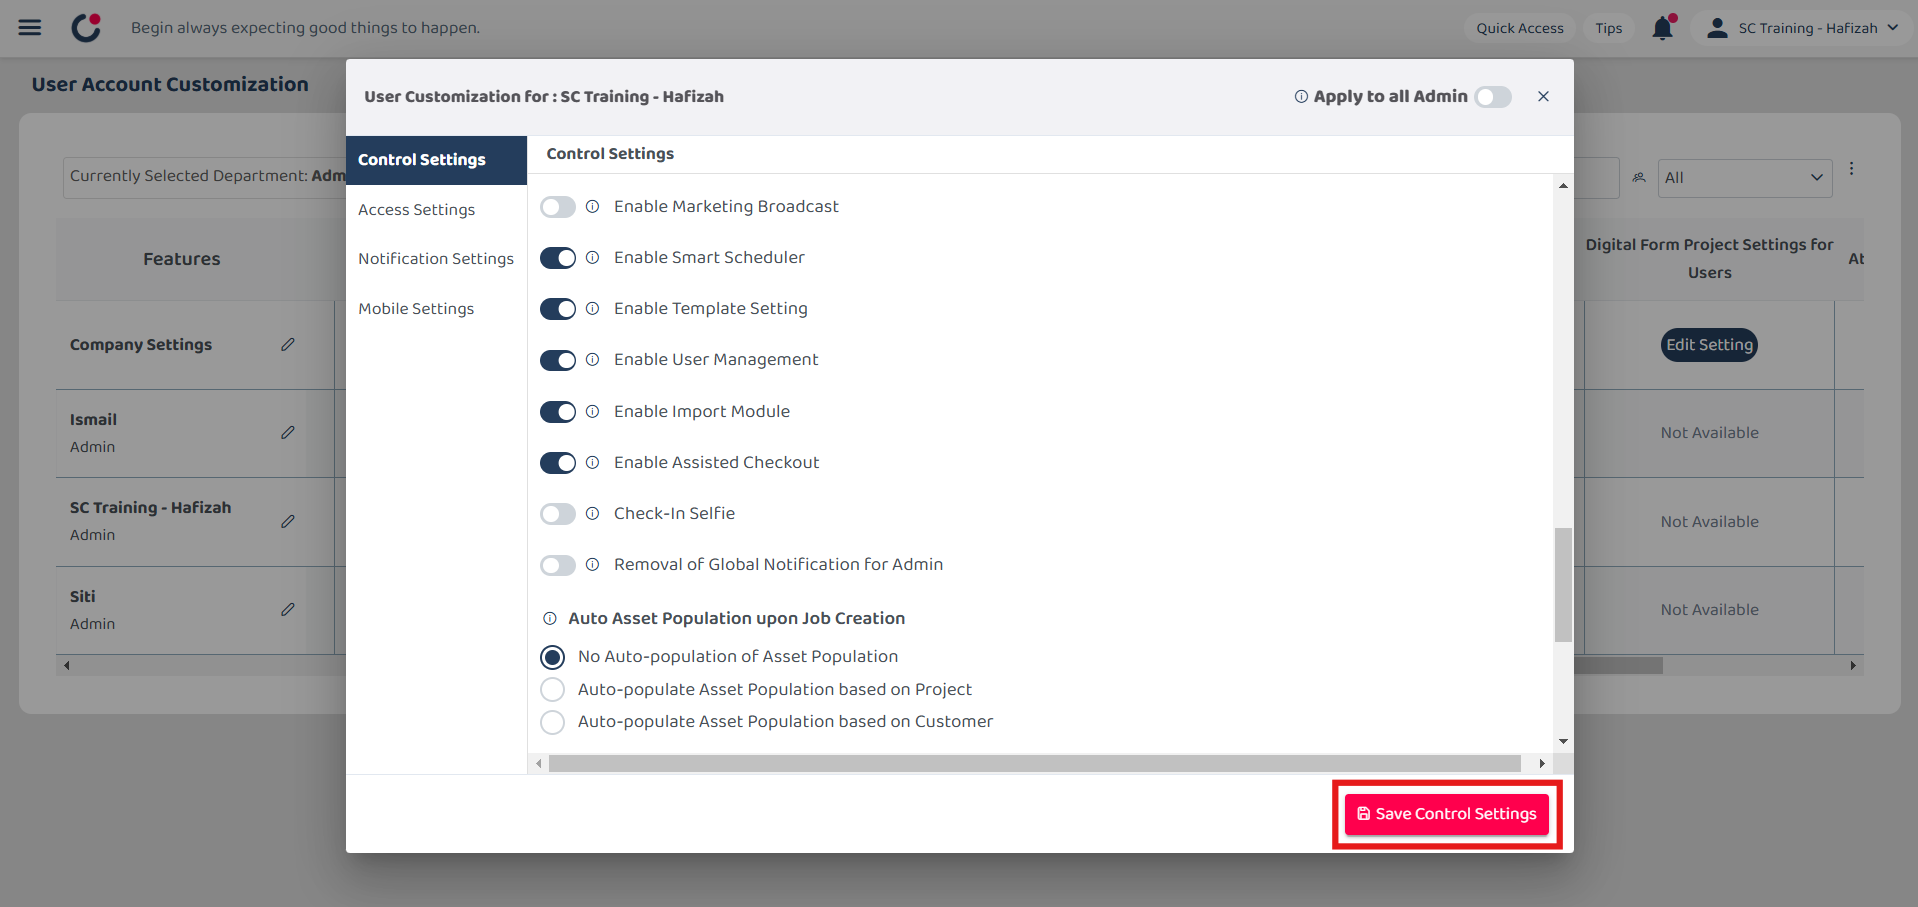 Begin always expecting good things to happen.
Quick Access
Tips
SC Training - Hafizah
User Account Customization
User Customization for : SC Training - Hafizah
Apply to all Admin
Control Settings
Access Settings
Notification Settings
Mobile Settings
Control Settings
Enable Marketing Broadcast
Enable Smart Scheduler
Enable Template Setting
Enable User Management
Enable Import Module
Enable Assisted Checkout
Check-In Selfie
Removal of Global Notification for Admin
Auto Asset Population upon Job Creation
No Auto-population of Asset Population
Auto-populate Asset Population based on Project
Auto-populate Asset Population based on Customer
Save Control Settings
Currently Selected Department: Adm
All
Features
Digital Form Project Settings for
Users
At
Company Settings
Edit Setting
Ismail
Admin
Not Available
SC Training - Hafizah
Admin
Not Available
Siti
Admin
Not Available